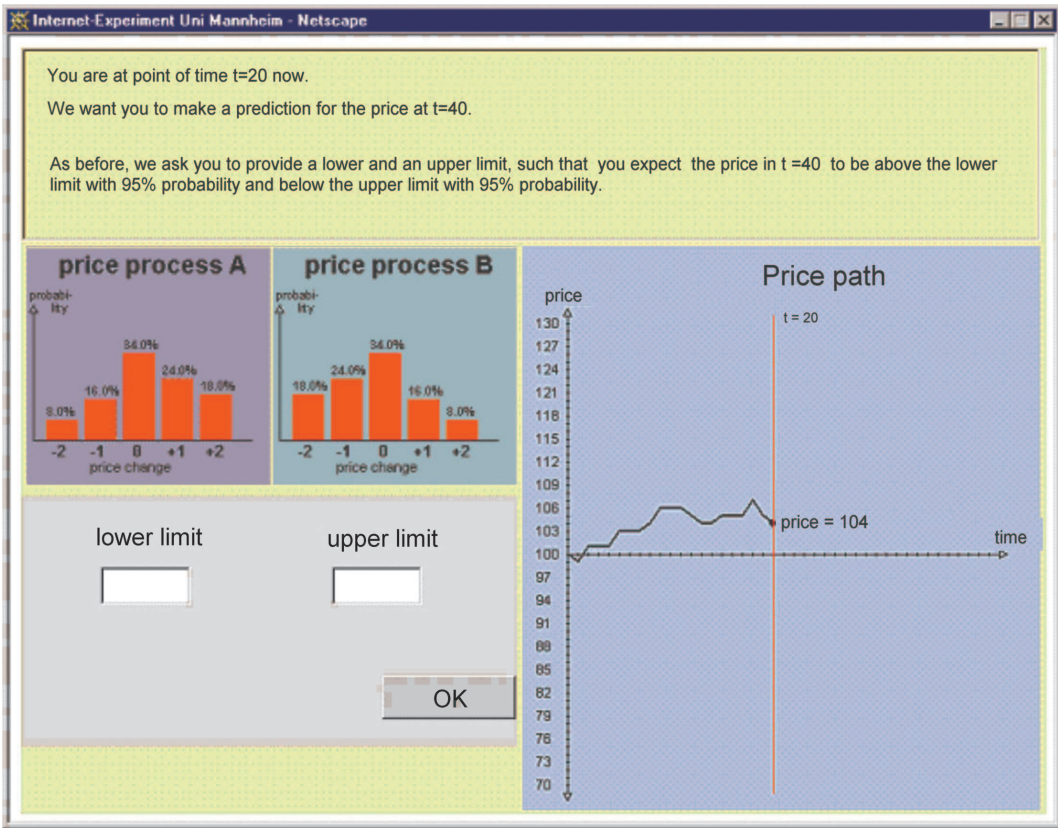 Internet-Experiment Uni Mannheim - Netscape
You are at point of time t=20 now.
We want you to make a prediction for the price at t=40.
As before, we ask you to provide a lower and an upper limit, such that you expect the price in t =40 to be above the lower
limit with 95% probability and below the upper limit with 95% probability.
price process A
probabi-
lity
34.0%
24.0%
16.0%
18.0%
8.0%
-2 -1 0 +1 +2
price change
price process B
probabi-
lity
34.0%
24.0%
18.0%
16.0%
8.0%
-2 -1 0 +1 +2
price change
lower limit
upper limit
OK
Price path
price
t = 20
130
127
124
121
118
115
112
109
106
103
100
97
94
91
88
85
82
79
76
73
70
price = 104
time